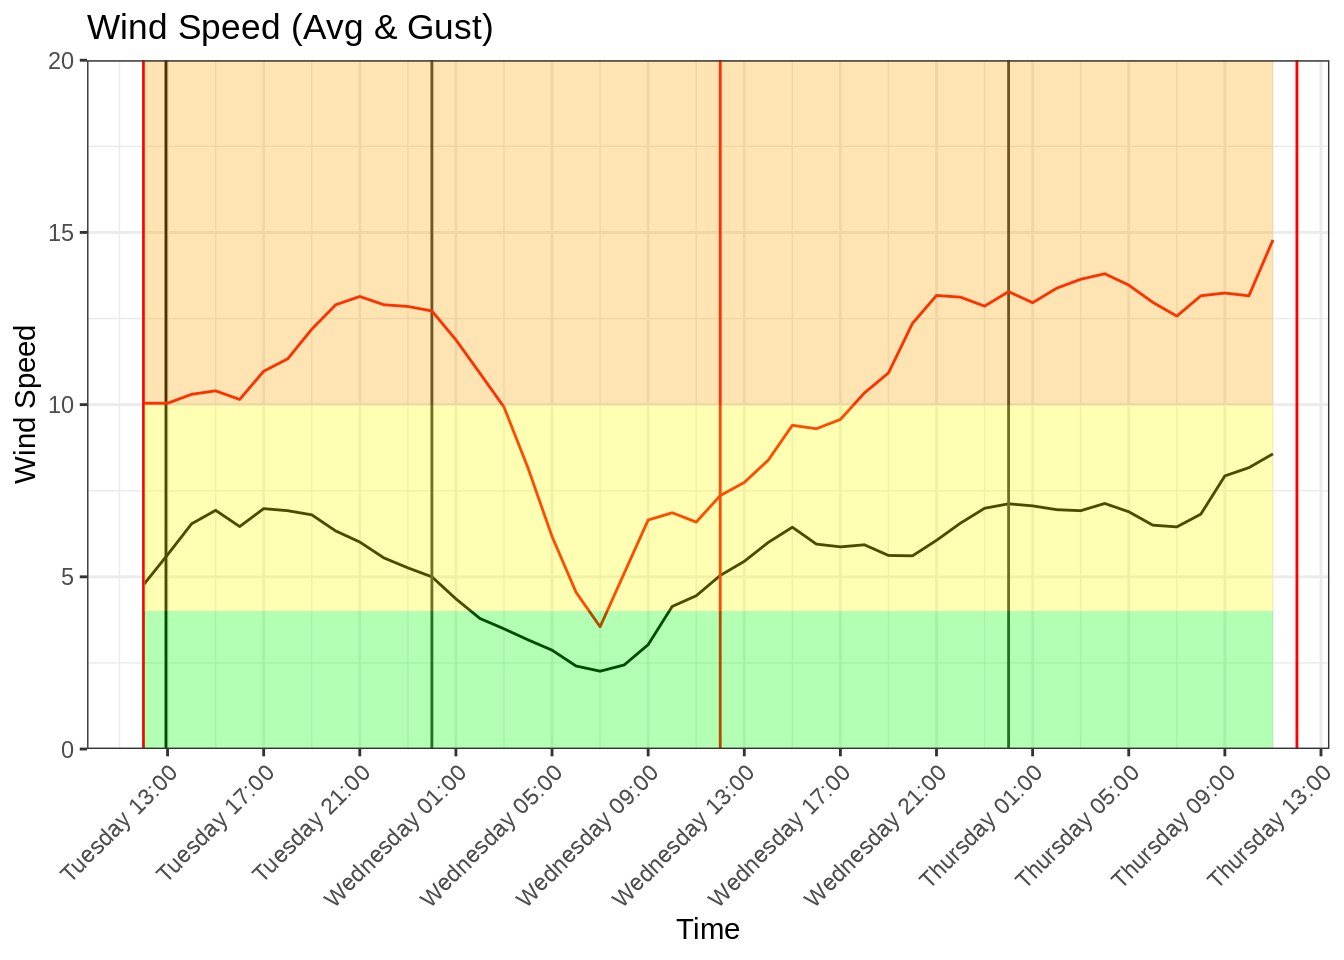 Wind Speed (Avg & Gust)
20
15
10
5
0
Wind Speed
Tuesday 13:00
Tuesday 17:00
Tuesday 21:00
Wednesday 01:00
Wednesday 05:00
Wednesday 09:00
Wednesday 13:00
Wednesday 17:00
Wednesday 21:00
Thursday 01:00
Thursday 05:00
Thursday 09:00
Thursday 13:00
Time